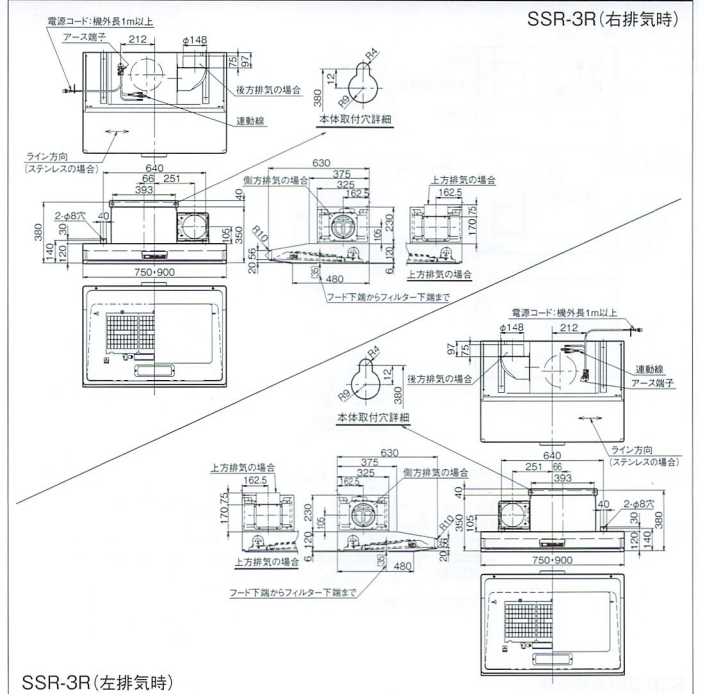 SSR-3R(右排気時)
電源コード:機外長1m以上
アース端子
212
φ148
75
97
後方排気の場合
連動線
R4
12
380
R9
本体取付穴詳細
ライン方向
(ステンレスの場合)
640
66 251
393
40
2-φ8穴
40
30
380
140
120
350
105
750・900
630
375
側方排気の場合
325
162.5
230
105
R10
56
20
120
6
(35)
480
フード下端からフィルター下端まで
上方排気の場合
162.5
75
170
上方排気の場合
電源コード:機外長1m以上
φ148
212
97
75
後方排気の場合
連動線
アース端子
R4
12
380
R9
本体取付穴詳細
ライン方向
(ステンレスの場合)
640
251 66
393
40
350
105
40
2-φ8穴
30
380
120
140
750・900
630
375
側方排気の場合
325
162.5
上方排気の場合
162.5
75
170
230
105
R10
120
6
56
20
(35)
480
上方排気の場合
フード下端からフィルター下端まで
SSR-3R(左排気時)